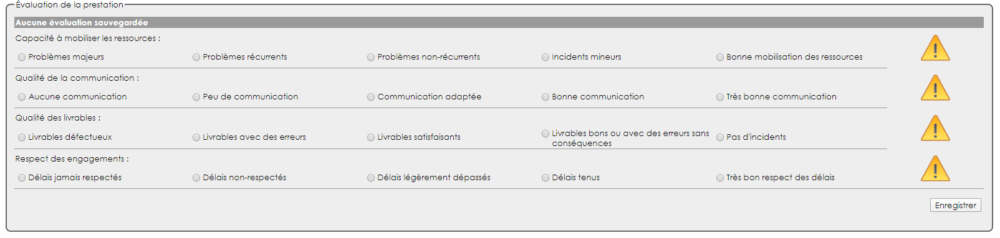 Évaluation de la prestation
Aucune évaluation sauvegardée
Capacité à mobiliser les ressources :
Problèmes majeurs Problèmes récurrents Problèmes non-récurrents Incidents mineurs Bonne mobilisation des ressources
Qualité de la communication :
Aucune communication Peu de communication Communication adaptée Bonne communication Très bonne communication
Qualité des livrables :
Livrables défectueux Livrables avec des erreurs Livrables satisfaisants Livrables bons ou avec des erreurs sans
conséquences Pas d'incidents
Respect des engagements :
Délais jamais respectés Délais non-respectés Délais légèrement dépassés Délais tenus Très bon respect des délais
Enregistrer